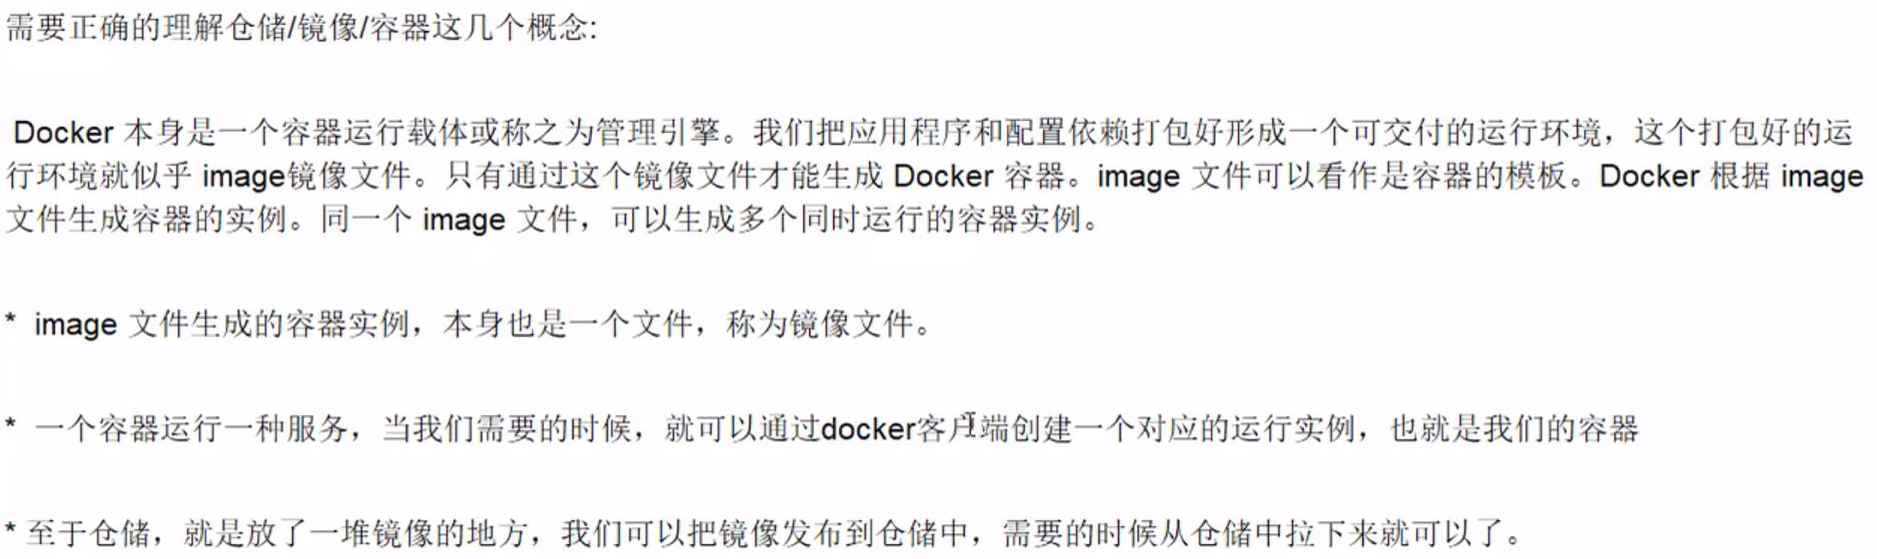 需要正确的理解仓储/镜像/容器这几个概念:
Docker 本身是一个容器运行载体或称之为管理引擎。我们把应用程序和配置依赖打包好形成一个可交付的运行环境，这个打包好的运
行环境就似乎 image镜像文件。只有通过这个镜像文件才能生成 Docker 容器。image 文件可以看作是容器的模板。Docker 根据 image
文件生成容器的实例。同一个 image 文件，可以生成多个同时运行的容器实例。
* image 文件生成的容器实例，本身也是一个文件，称为镜像文件。
* 一个容器运行一种服务，当我们需要的时候，就可以通过docker客户端创建一个对应的运行实例，也就是我们的容器
* 至于仓储，就是放了一堆镜像的地方，我们可以把镜像发布到仓储中，需要的时候从仓储中拉下来就可以了。